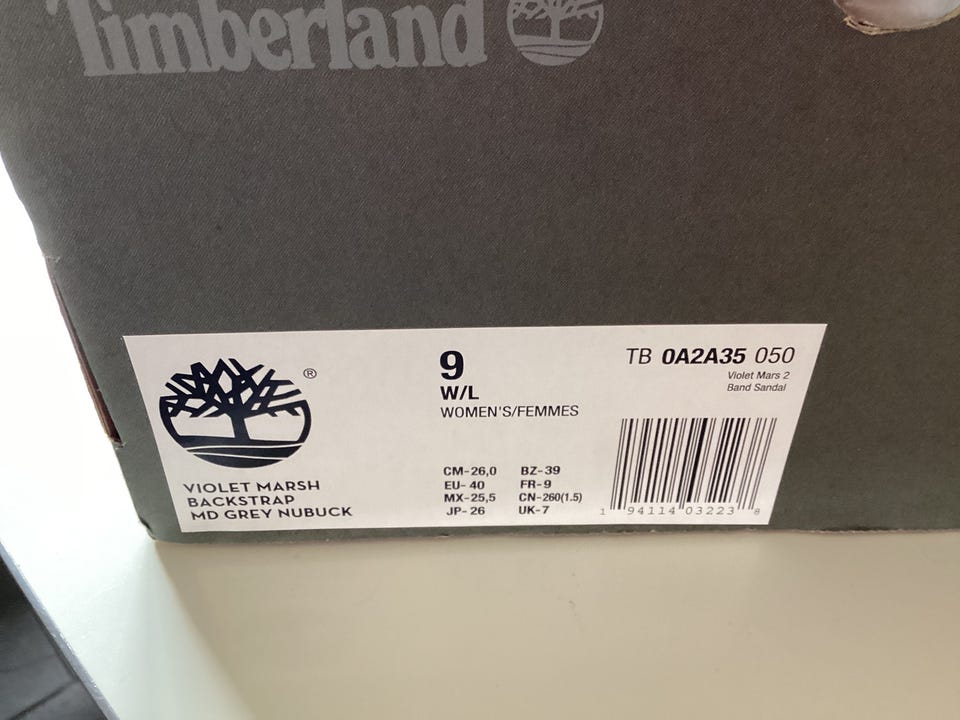 Timberland
®
VIOLET MARSH
BACKSTRAP
MD GREY NUBUCK
9
W/L
WOMEN'S/FEMMES
CM-26,0 BZ-39
EU- 40 FR-9
MX-25,5 CN-260(1.5)
JP- 26 UK-7
TB 0A2A35 050
Violet Mars 2
Band Sandal
1 94114 03223 8